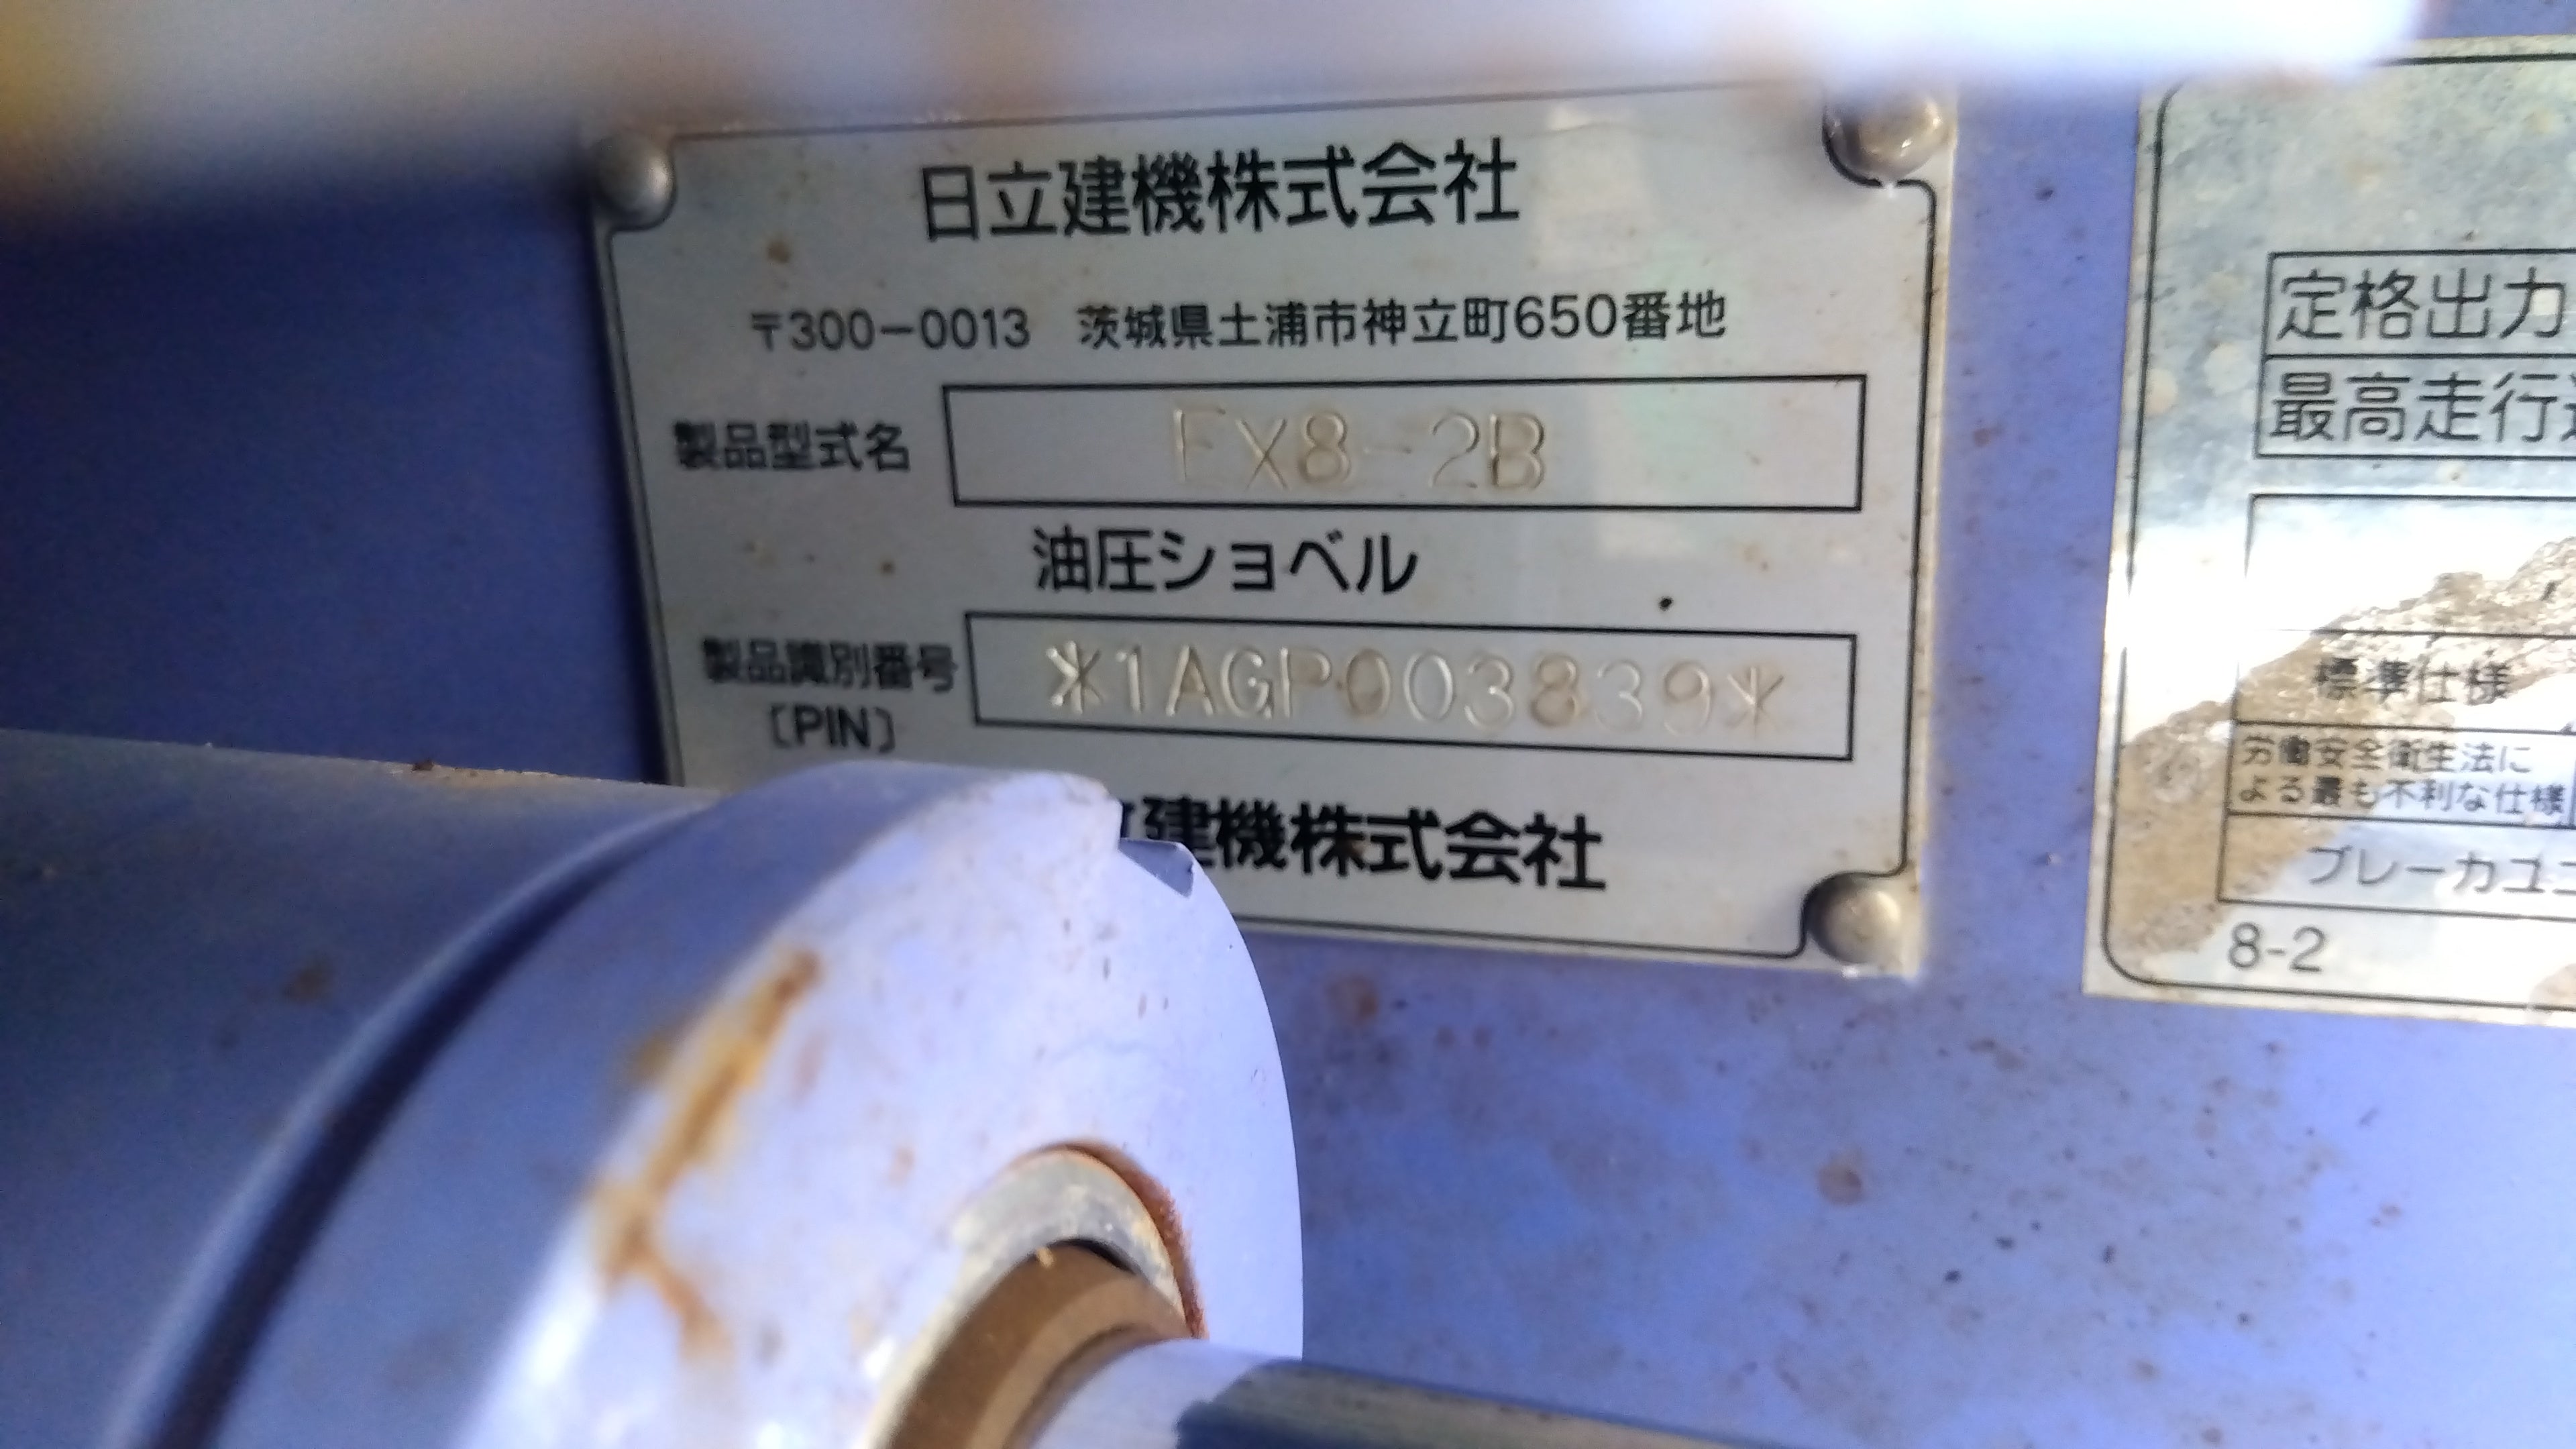 日立建機株式会社
〒300-0013 茨城県土浦市神立町650番地
製品型式名 EX8-2B
油圧ショベル
製品識別番号 *1AGP003839*
〔PIN〕
建機株式会社
定格出力
最高走行
標準仕様
労働安全衛生法に
よる最も不利な仕様
ブレーカユニ
8-2